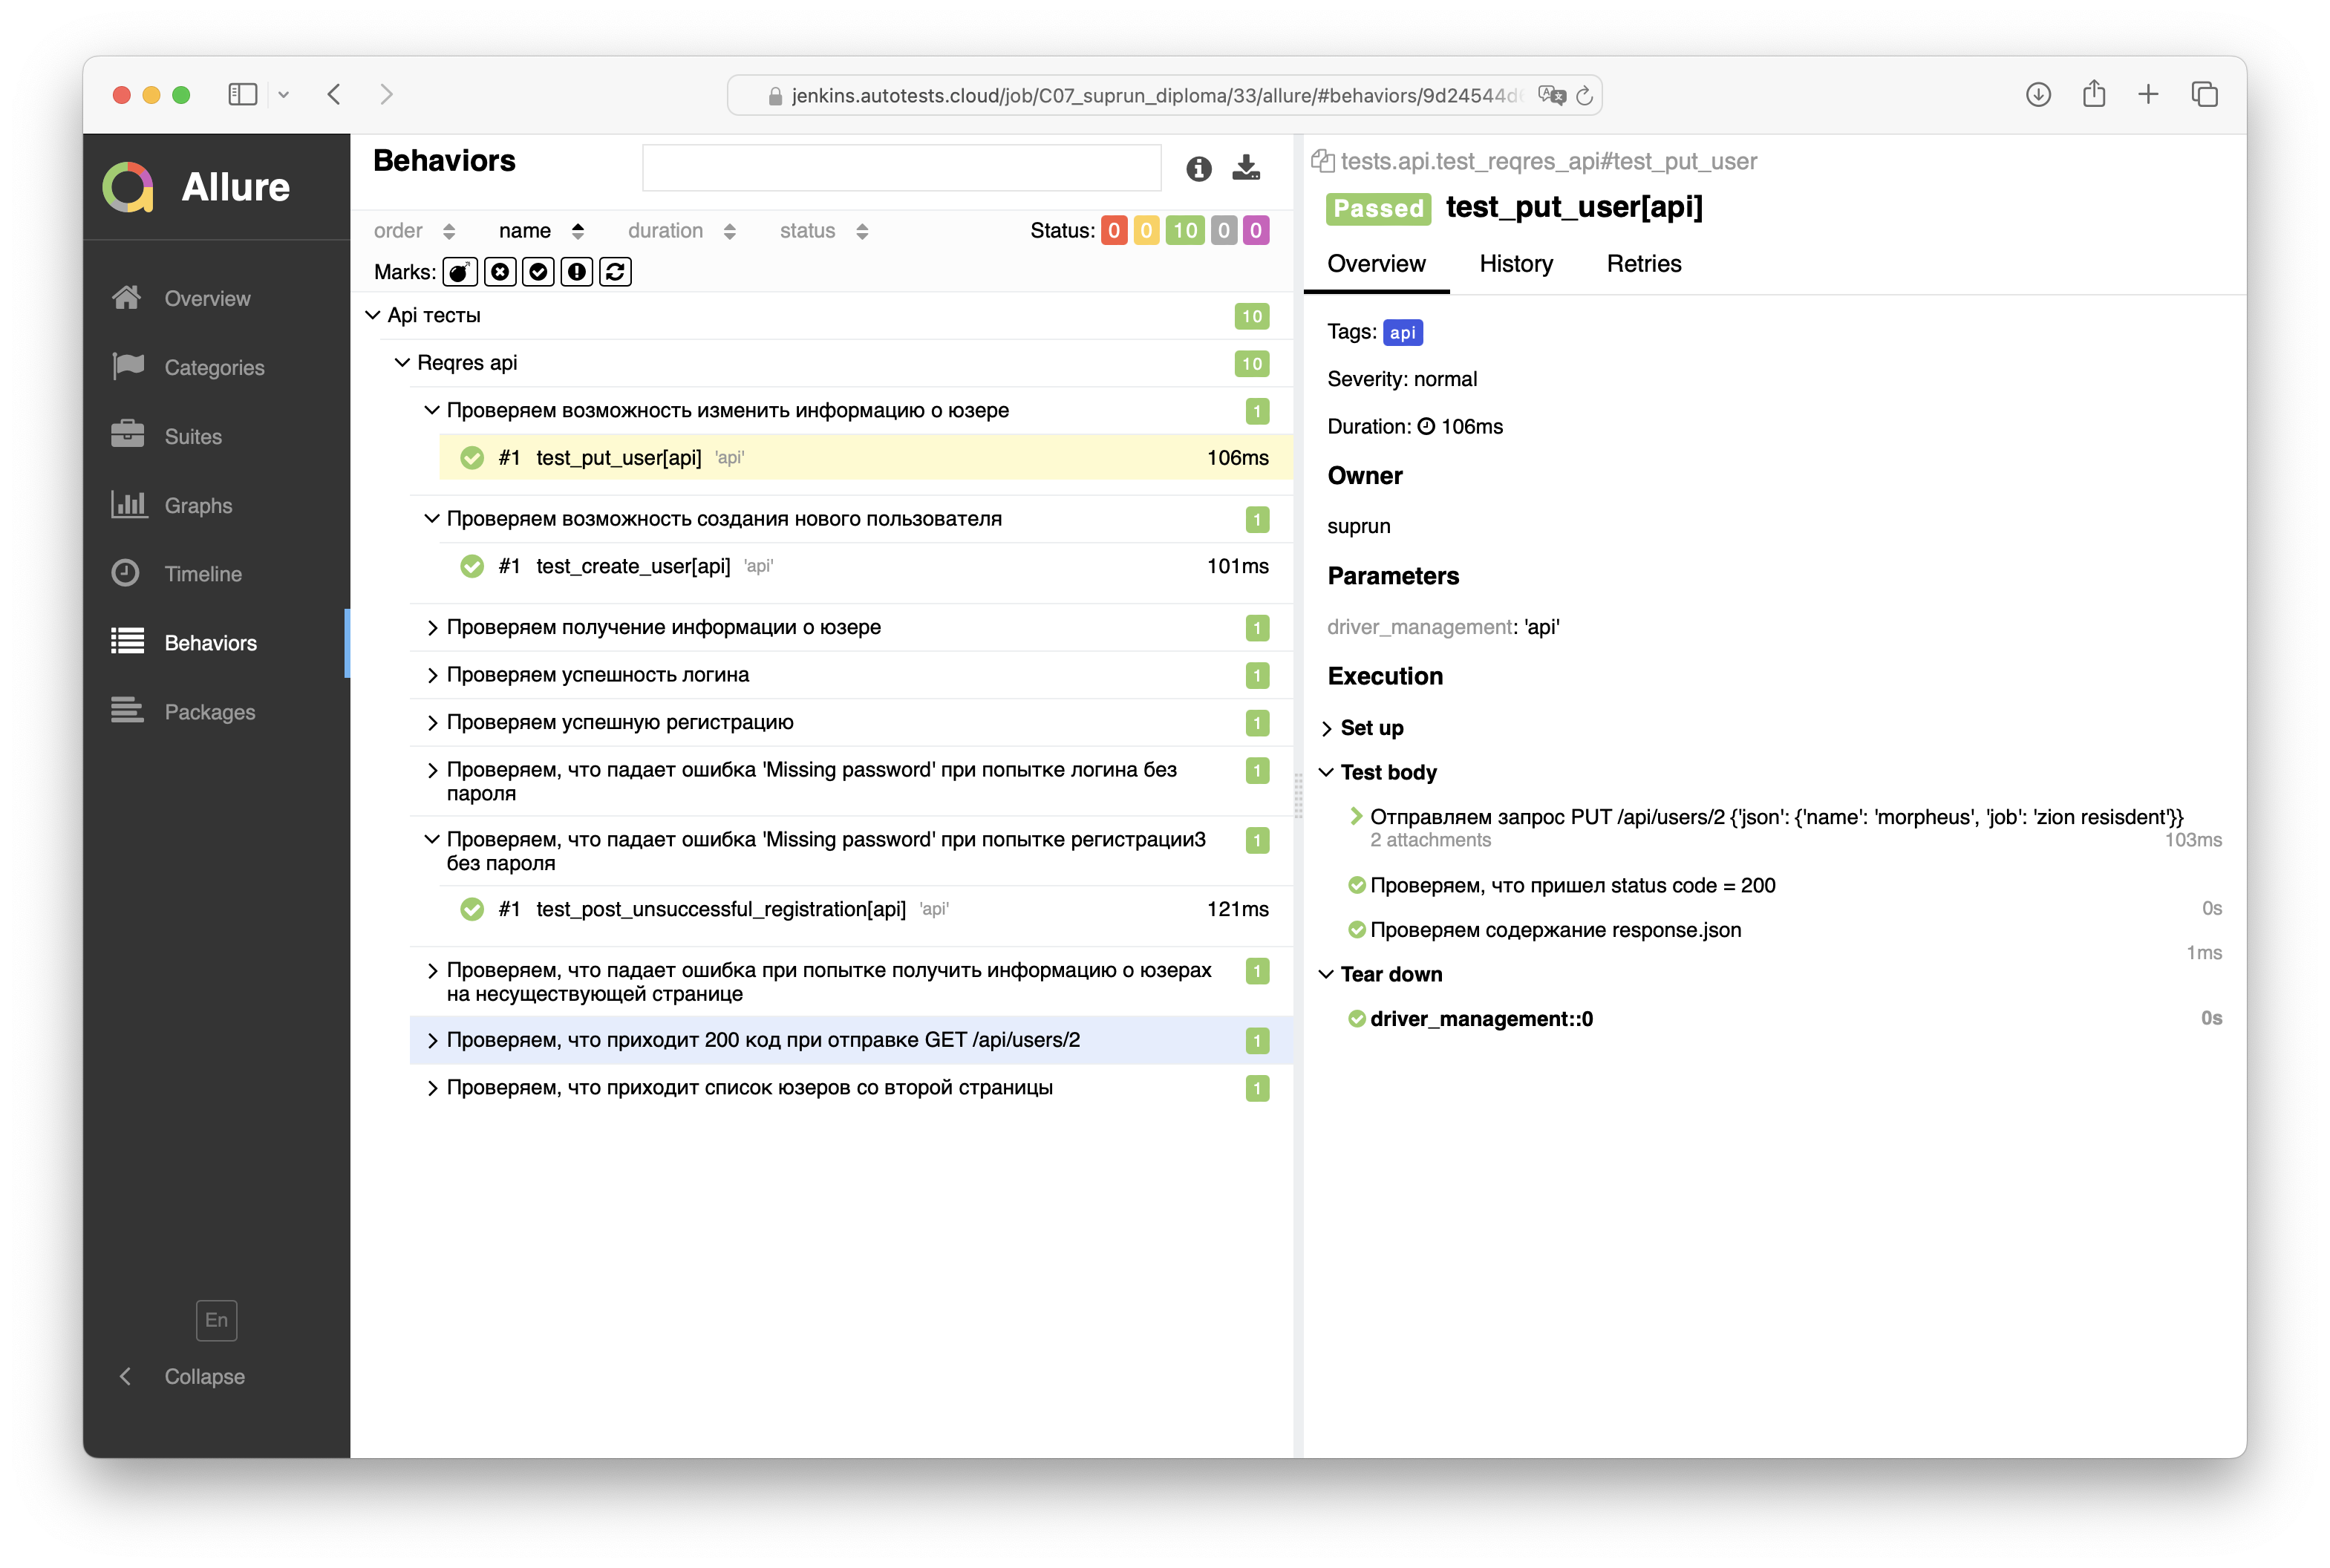 jenkins.autotests.cloud/job/C07_suprun_diploma/33/allure/#behaviors/9d24544d
Allure
Overview
Categories
Suites
Graphs
Timeline
Behaviors
Packages
En
Collapse
Behaviors
order name duration status Status: 0 0 10 0 0
Marks:
Api тесты 10
Reqres api 10
Проверяем возможность изменить информацию о юзере 1
#1 test_put_user[api] 'api' 106ms
Проверяем возможность создания нового пользователя 1
#1 test_create_user[api] 'api' 101ms
Проверяем получение информации о юзере 1
Проверяем успешность логина 1
Проверяем успешную регистрацию 1
Проверяем, что падает ошибка 'Missing password' при попытке логина без 1
пароля
Проверяем, что падает ошибка 'Missing password' при попытке регистрации3 1
без пароля
#1 test_post_unsuccessful_registration[api] 'api' 121ms
Проверяем, что падает ошибка при попытке получить информацию о юзерах 1
на несуществующей странице
Проверяем, что приходит 200 код при отправке GET /api/users/2 1
Проверяем, что приходит список юзеров со второй страницы 1
tests.api.test_reqres_api#test_put_user
Passed test_put_user[api]
Overview History Retries
Tags: api
Severity: normal
Duration: 106ms
Owner
suprun
Parameters
driver_management: 'api'
Execution
Set up
Test body
Отправляем запрос PUT /api/users/2 {'json': {'name': 'morpheus', 'job': 'zion resisdent'}}
2 attachments 103ms
Проверяем, что пришел status code = 200
0s
Проверяем содержание response.json
1ms
Tear down
driver_management::0 0s